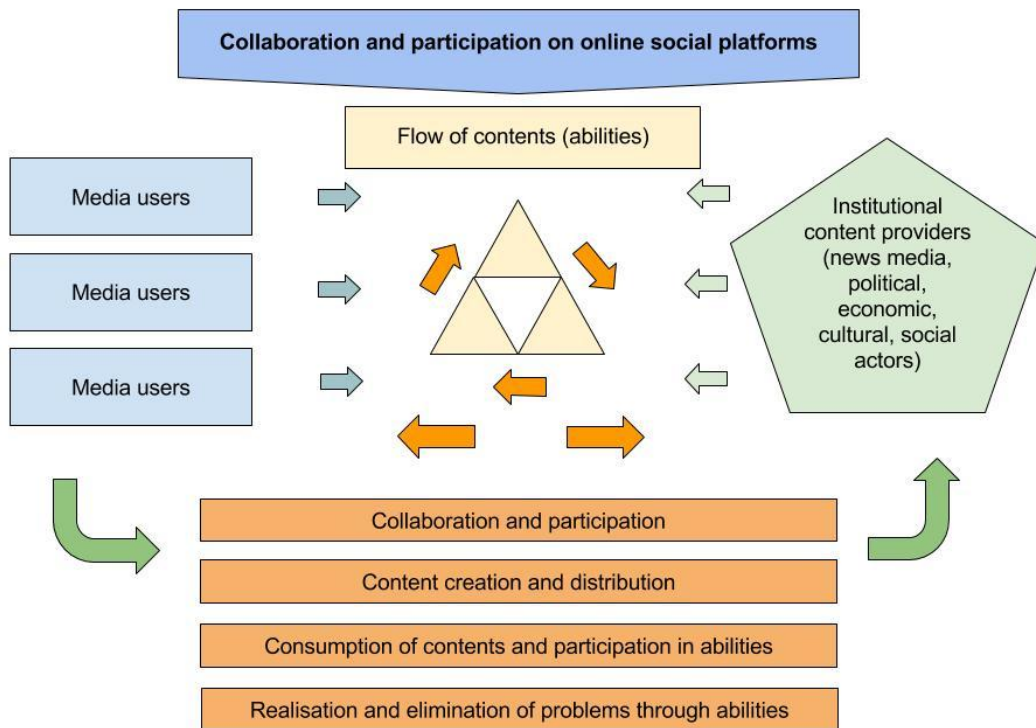 Collaboration and participation on online social platforms
Flow of contents (abilities)
Media users
Media users
Media users
Institutional
content providers
(news media,
political,
economic,
cultural, social
actors)
Collaboration and participation
Content creation and distribution
Consumption of contents and participation in abilities
Realisation and elimination of problems through abilities